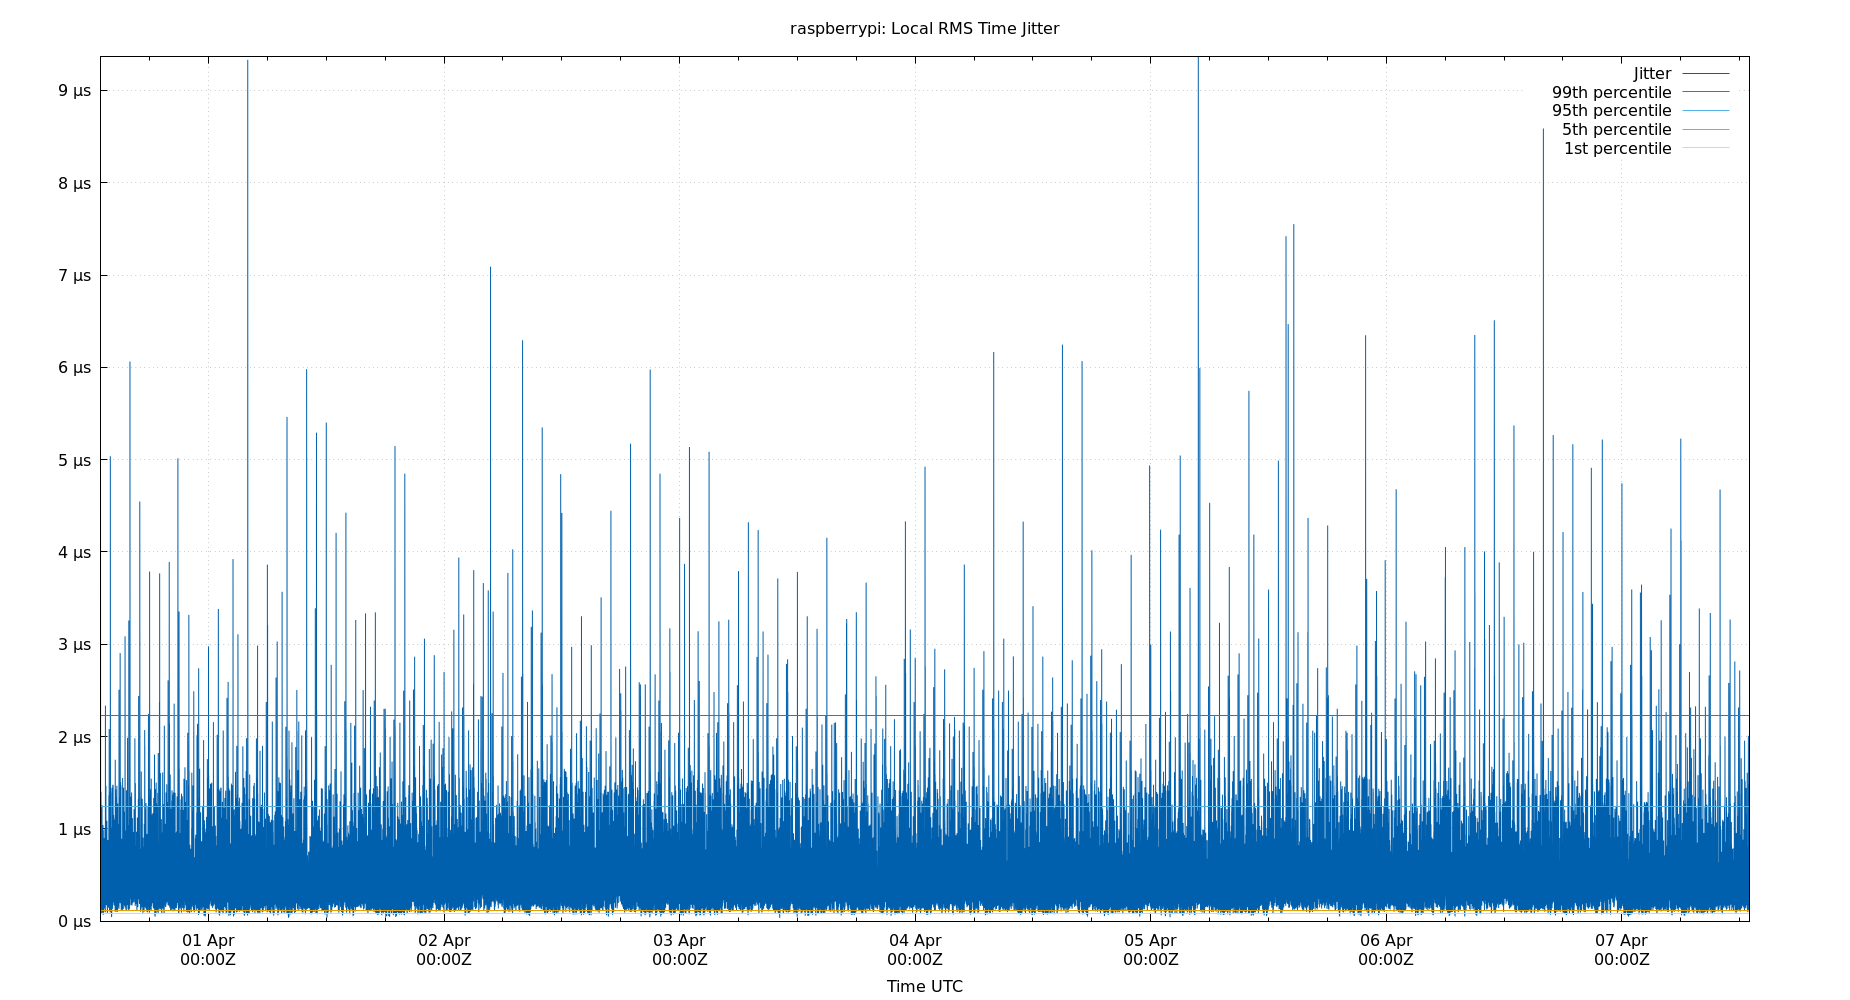 raspberrypi: Local RMS Time Jitter
Jitter
99th percentile
95th percentile
5th percentile
1st percentile
9 µs
8 µs
7 µs
6 µs
5 µs
4 µs
3 µs
2 µs
1 µs
0 µs
01 Apr 02 Apr 03 Apr 04 Apr 05 Apr 06 Apr 07 Apr
00:00Z 00:00Z 00:00Z 00:00Z 00:00Z 00:00Z 00:00Z
Time UTC